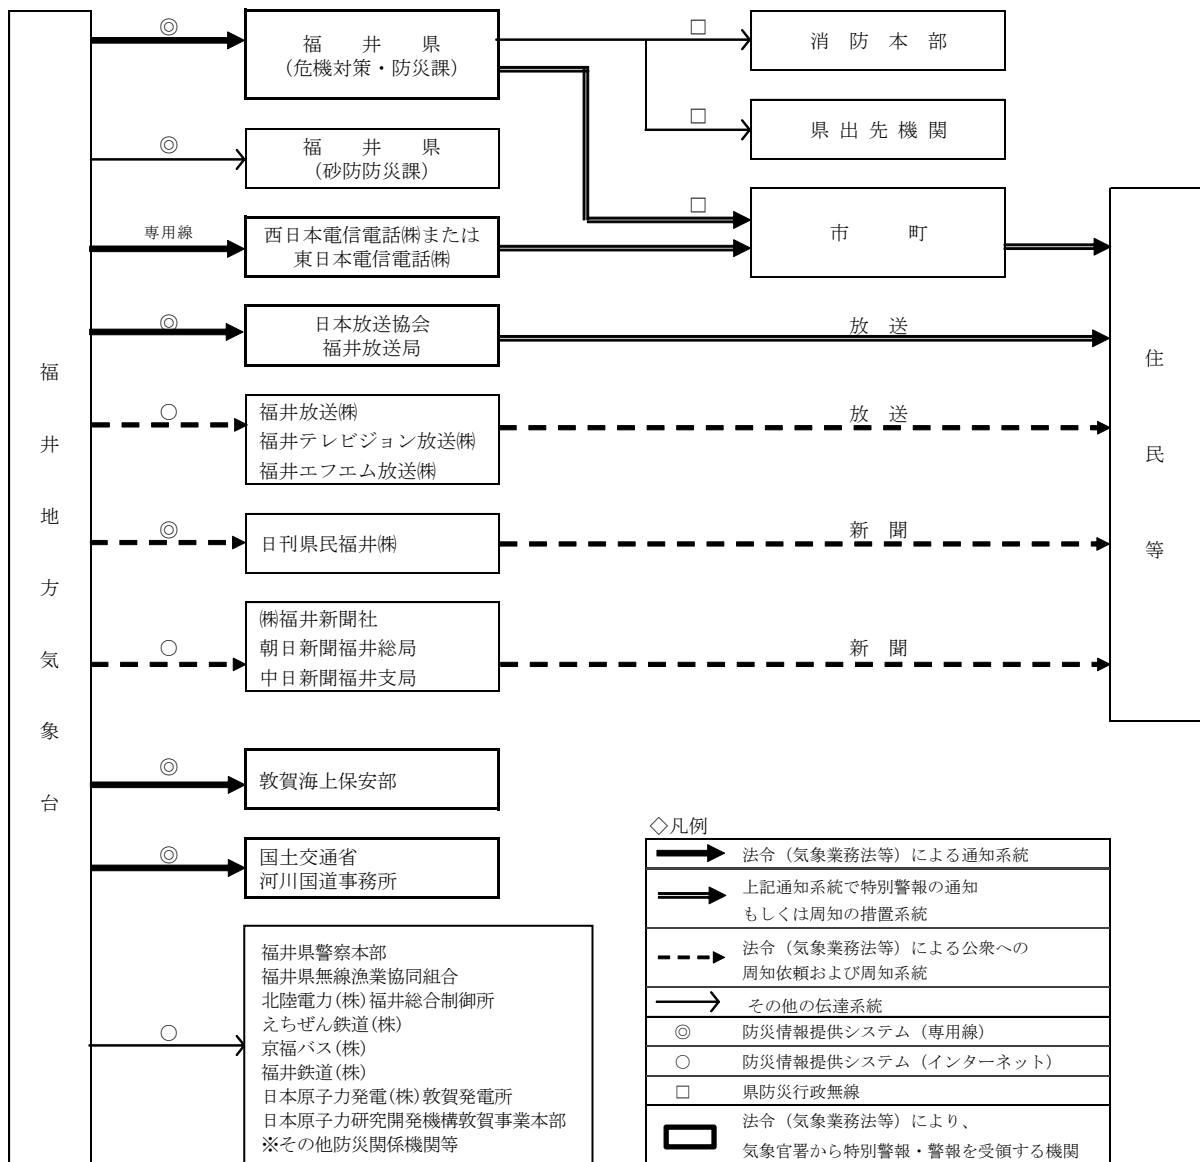 福井地方気象台
◎
福 井 県
(危機対策・防災課)
□
消 防 本 部
□
県 出 先 機 関
◎
福 井 県
(砂防防災課)
□
市 町
専用線
西日本電信電話㈱または
東日本電信電話㈱
◎
日本放送協会
福井放送局
放 送
住民等
○
福井放送㈱
福井テレビジョン放送㈱
福井エフエム放送㈱
放 送
◎
日刊県民福井㈱
新 聞
○
㈱福井新聞社
朝日新聞福井総局
中日新聞福井支局
新 聞
◎
敦賀海上保安部
◎
国土交通省
河川国道事務所
○
福井県警察本部
福井県無線漁業協同組合
北陸電力(株)福井総合制御所
えちぜん鉄道(株)
京福バス(株)
福井鉄道(株)
日本原子力発電(株)敦賀発電所
日本原子力研究開発機構敦賀事業本部
※その他防災関係機関等
◇凡例
法令（気象業務法等）による通知系統
上記通知系統で特別警報の通知
もしくは周知の措置系統
法令（気象業務法等）による公衆への
周知依頼および周知系統
その他の伝達系統
◎ 防災情報提供システム（専用線）
○ 防災情報提供システム（インターネット）
□ 県防災行政無線
法令（気象業務法等）により、
気象官署から特別警報・警報を受領する機関